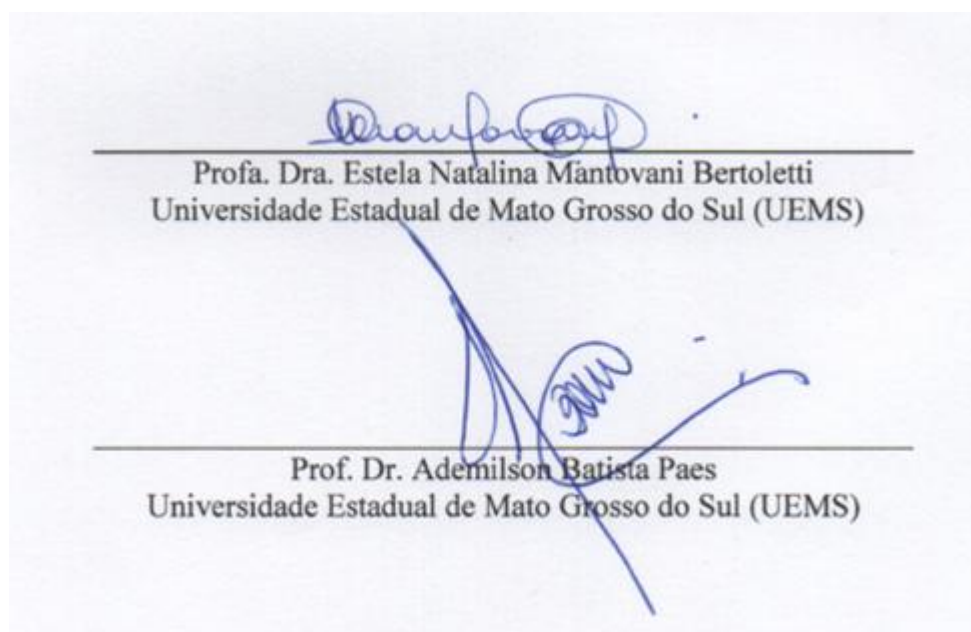 Profa. Dra. Estela Natalina Mantovani Bertoletti
Universidade Estadual de Mato Grosso do Sul (UEMS)
Prof. Dr. Ademilson Batista Paes
Universidade Estadual de Mato Grosso do Sul (UEMS)